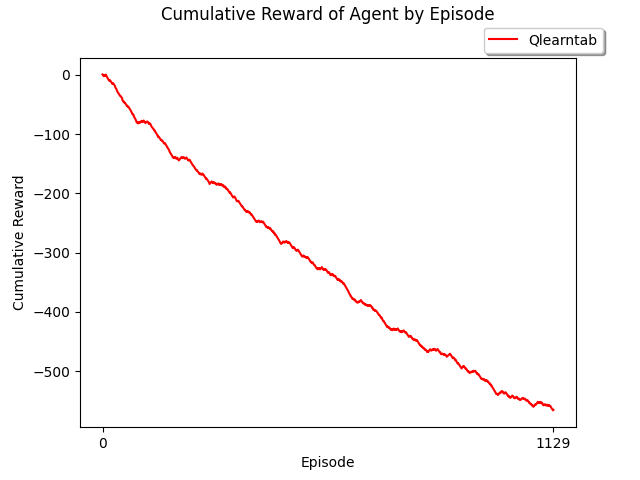 Cumulative Reward of Agent by Episode
Qlearntab
0
−100
−200
−300
−400
−500
Cumulative Reward
0
1129
Episode